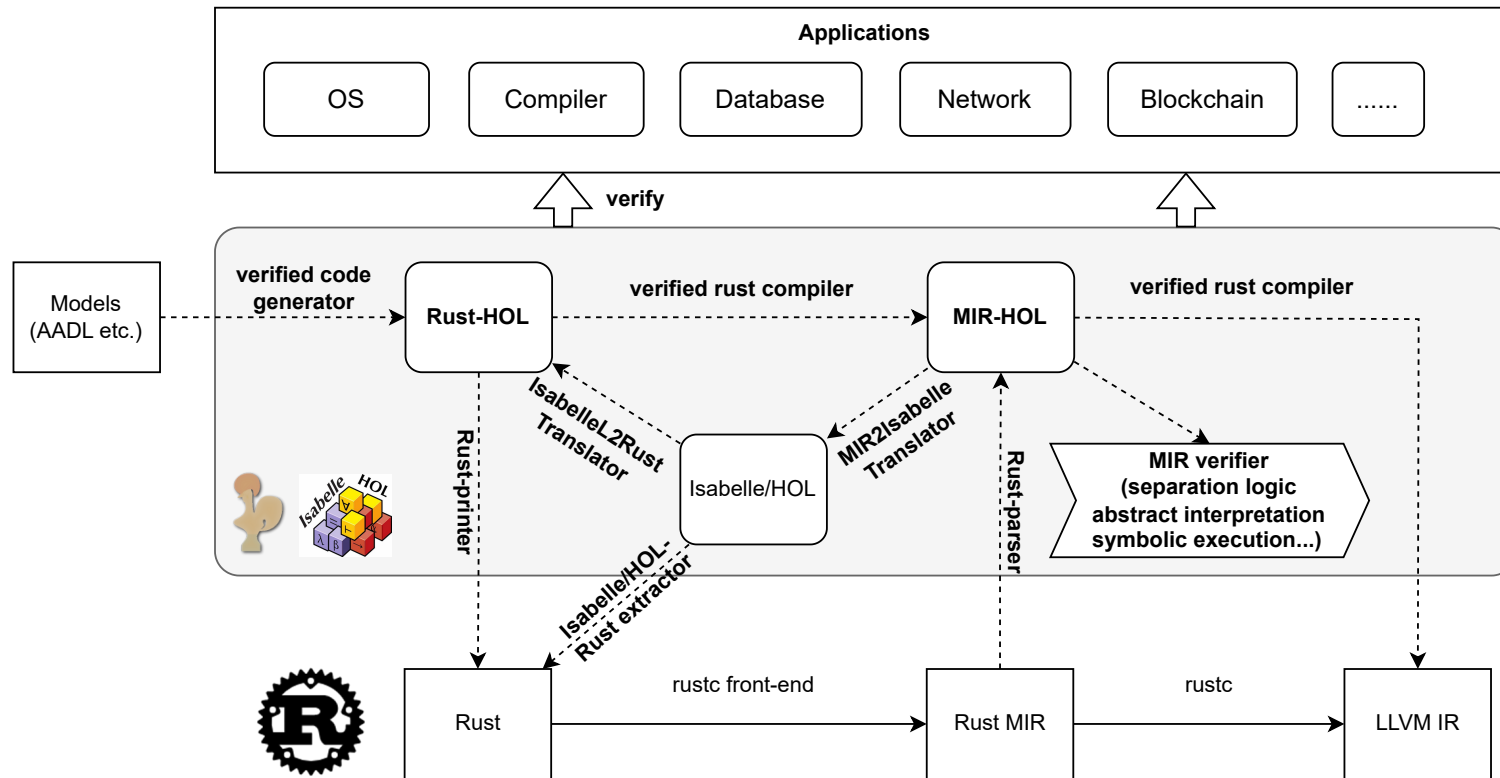 Applications
OS
Compiler
Database
Network
Blockchain
......
verify
Models
(AADL etc.)
verified code
generator
Rust-HOL
verified rust compiler
MIR-HOL
verified rust compiler
IsabelleL2Rust
Translator
MIR2Isabelle
Translator
Isabelle/HOL
Rust-printer
Rust-parser
MIR verifier
(separation logic
abstract interpretation
symbolic execution...)
Isabelle
HOL
λ
β
Isabelle/HOL-
Rust extractor
R
Rust
rustc front-end
Rust MIR
rustc
LLVM IR